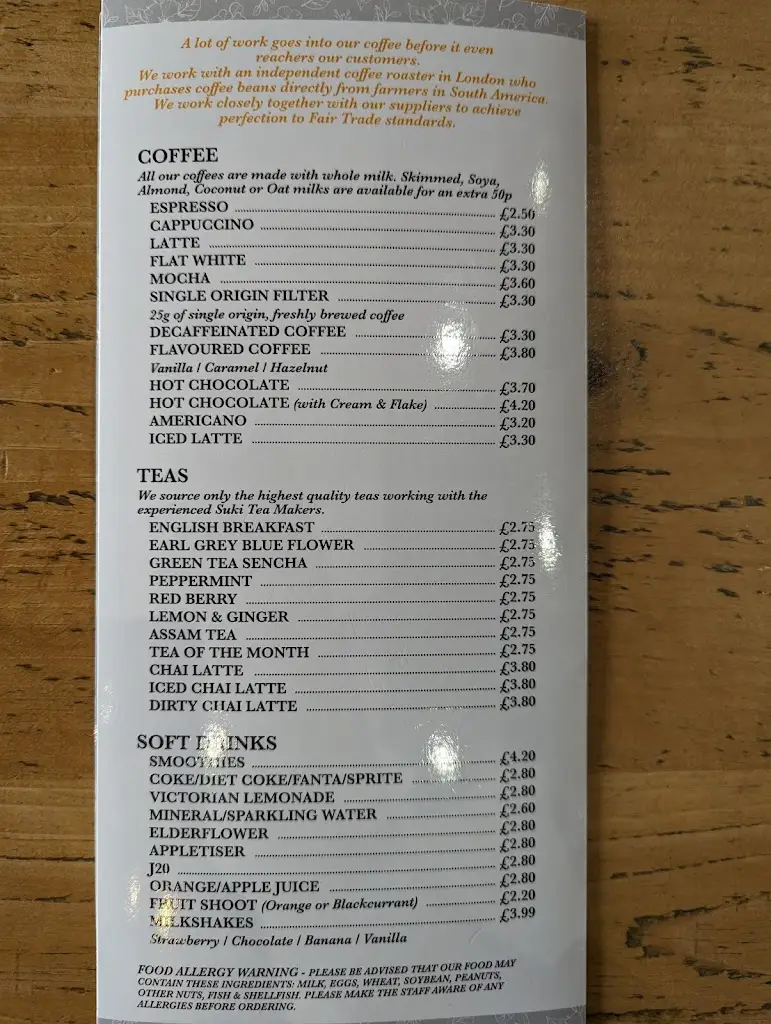 A lot of work goes into our coffee before it even
reachers our customers.
We work with an independent coffee roaster in London who
purchases coffee beans directly from farmers in South America.
We work closely together with our suppliers to achieve
perfection to Fair Trade standards.
COFFEE
All our coffees are made with whole milk. Skimmed, Soya,
Almond, Coconut or Oat milks are available for an extra 50p
ESPRESSO £2.50
CAPPUCCINO £3.30
LATTE £3.30
FLAT WHITE £3.30
MOCHA £3.60
SINGLE ORIGIN FILTER £3.30
25g of single origin, freshly brewed coffee
DECAFFEINATED COFFEE £3.30
FLAVOURED COFFEE £3.80
Vanilla / Caramel / Hazelnut
HOT CHOCOLATE £3.70
HOT CHOCOLATE (with Cream & Flake) £4.20
AMERICANO £3.20
ICED LATTE £3.30
TEAS
We source only the highest quality teas working with the
experienced Suki Tea Makers.
ENGLISH BREAKFAST £2.75
EARL GREY BLUE FLOWER £2.75
GREEN TEA SENCHA £2.75
PEPPERMINT £2.75
RED BERRY £2.75
LEMON & GINGER £2.75
ASSAM TEA £2.75
TEA OF THE MONTH £2.75
CHAI LATTE £3.80
ICED CHAI LATTE £3.80
DIRTY CHAI LATTE £3.80
SOFT DRINKS
SMOOTHIES £4.20
COKE/DIET COKE/FANTA/SPRITE £2.80
VICTORIAN LEMONADE £2.80
MINERAL/SPARKLING WATER £2.60
ELDERFLOWER £2.80
APPLETISER £2.80
J20 £2.80
ORANGE/APPLE JUICE £2.80
FRUIT SHOOT (Orange or Blackcurrant) £2.20
MILKSHAKES £3.99
Strawberry / Chocolate / Banana / Vanilla
FOOD ALLERGY WARNING - PLEASE BE ADVISED THAT OUR FOOD MAY
CONTAIN THESE INGREDIENTS: MILK, EGGS, WHEAT, SOYBEAN, PEANUTS,
OTHER NUTS, FISH & SHELLFISH. PLEASE MAKE THE STAFF AWARE OF ANY
ALLERGIES BEFORE ORDERING.